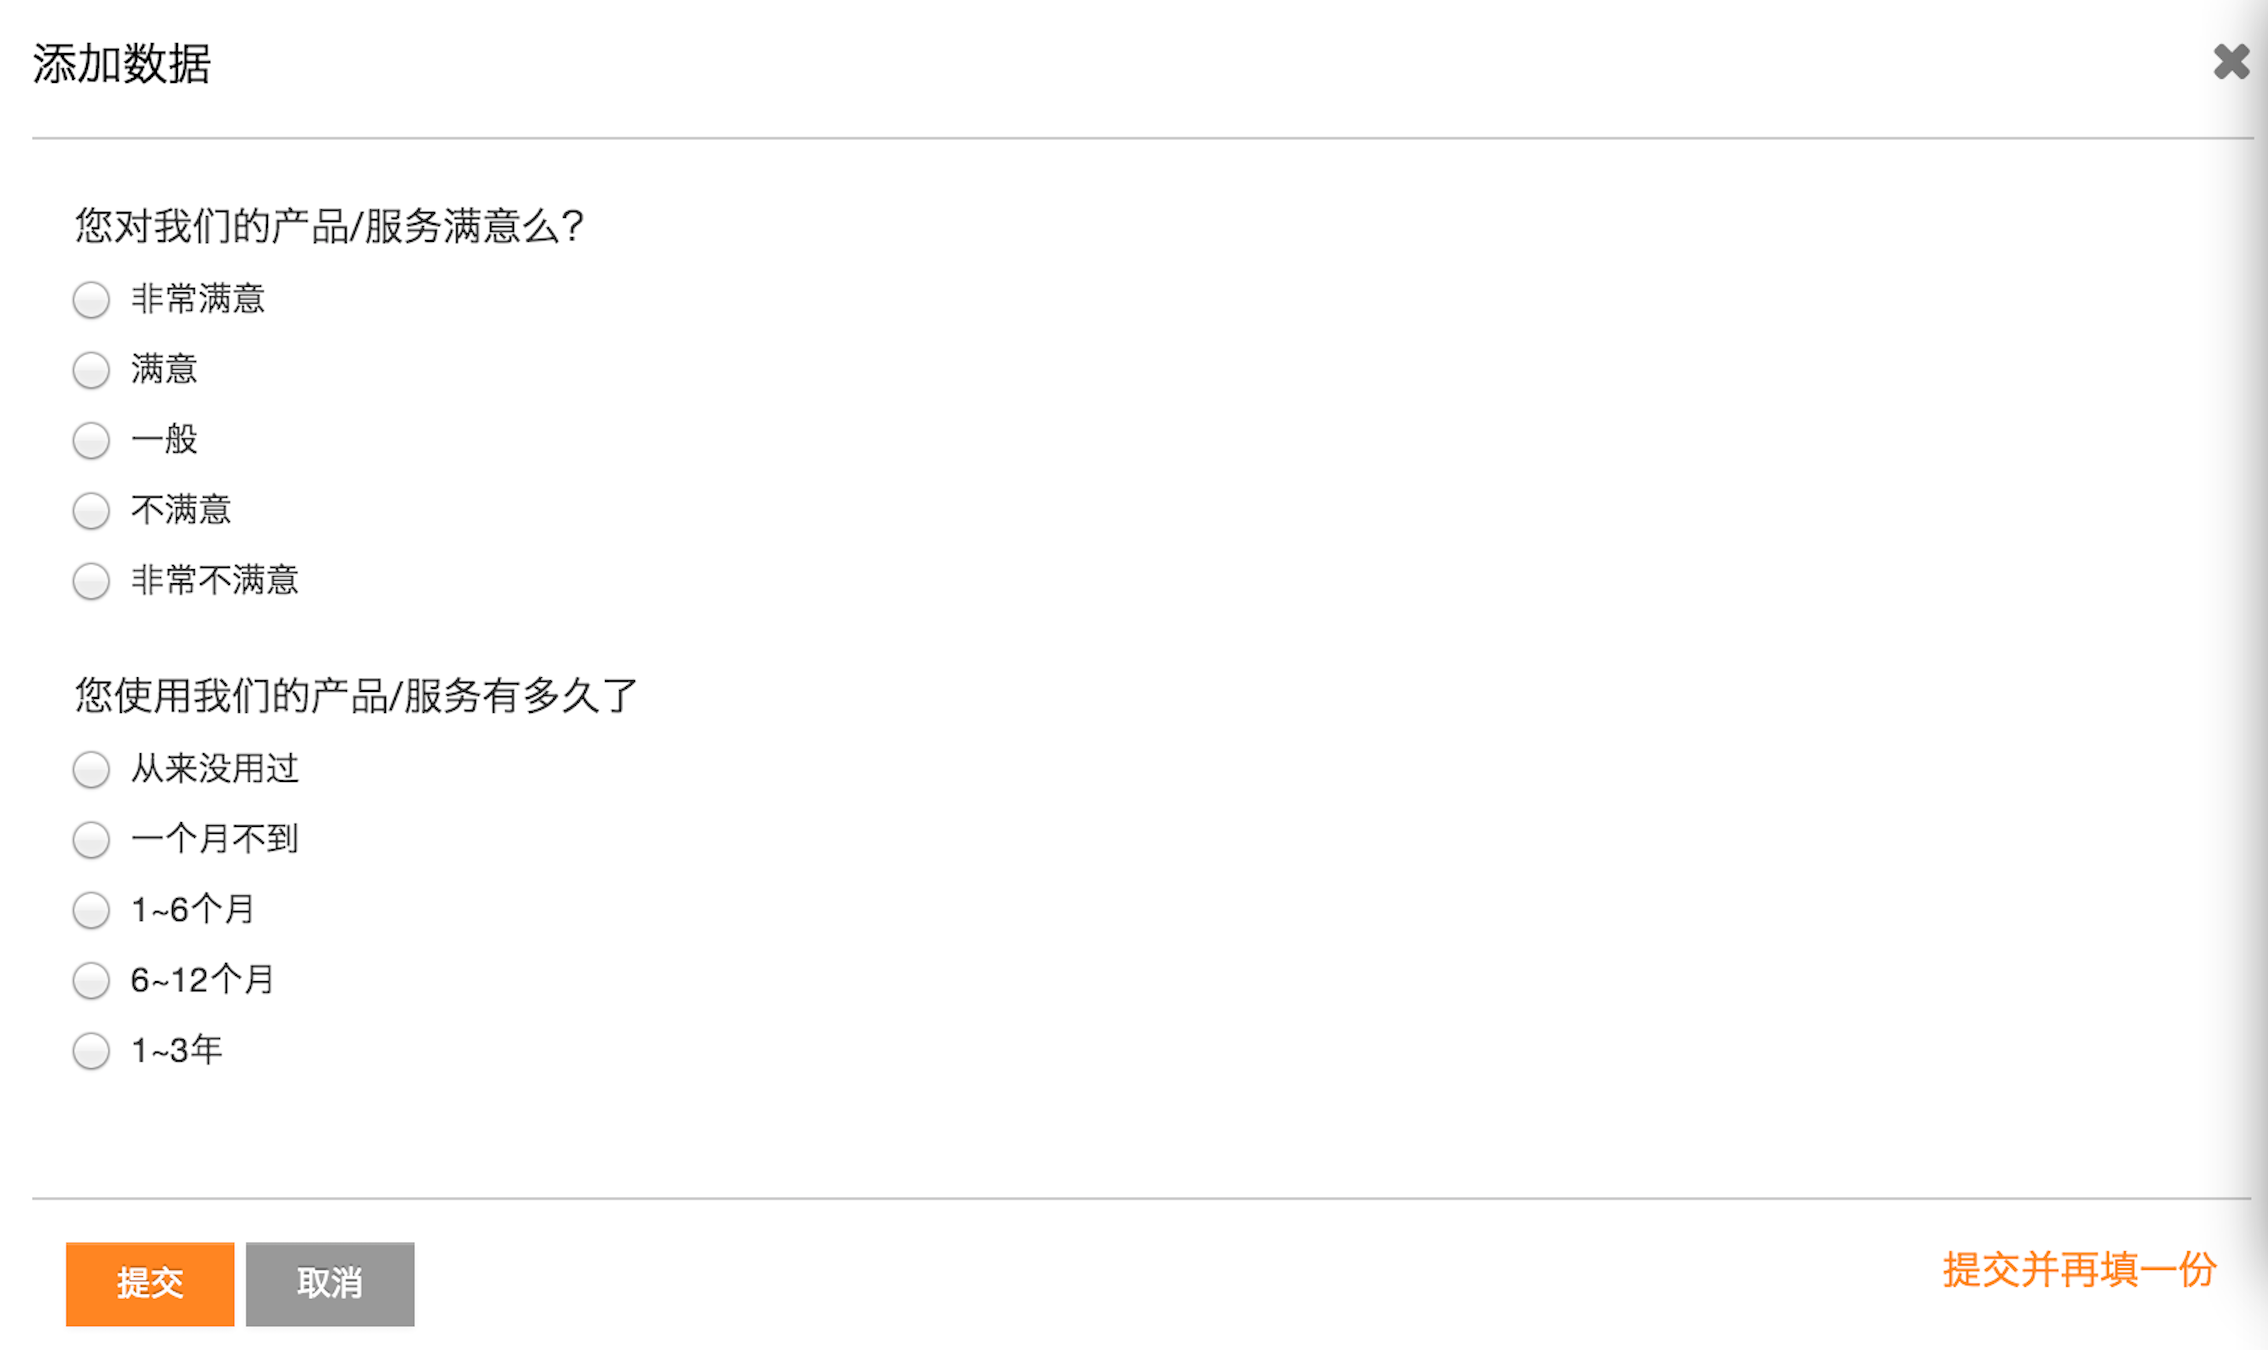 添加数据
您对我们的产品/服务满意么?
非常满意
满意
一般
不满意
非常不满意
您使用我们的产品/服务有多久了
从来没用过
一个月不到
1~6个月
6~12个月
1~3年
提交
取消
提交并再填一份